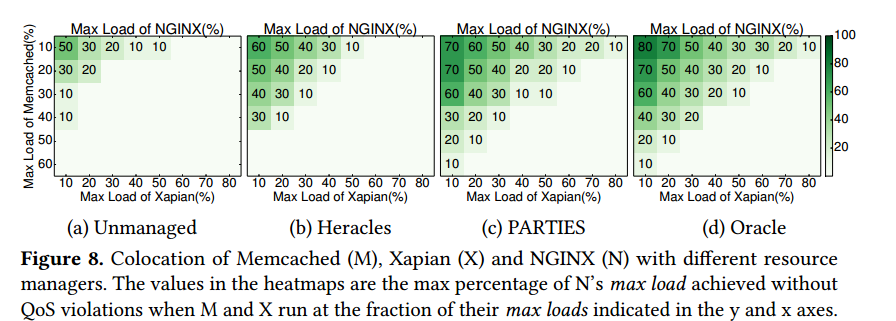 Max Load of NGINX(%) Max Load of NGINX(%) Max Load of NGINX(%) Max Load of NGINX(%)
Max Load of Memcached(%)
10 50 30 20 10 10 60 50 40 30 10 70 60 50 40 30 20 20 10 80 70 50 40 30 30 20 10 100
20 30 20 50 40 20 10 70 50 40 20 20 10 70 50 40 30 20 10 80
30 10 40 30 10 60 40 30 10 10 60 40 30 20 10 60
40 10 30 10 30 20 10 40 30 20 40
50 20 10 20 10 20
60 10 10
10 20 30 40 50 60 70 80 10 20 30 40 50 60 70 80 10 20 30 40 50 60 70 80 10 20 30 40 50 60 70 80
Max Load of Xapian(%) Max Load of Xapian(%) Max Load of Xapian(%) Max Load of Xapian(%)
(a) Unmanaged (b) Heracles (c) PARTIES (d) Oracle
Figure 8. Colocation of Memcached (M), Xapian (X) and NGINX (N) with different resource
managers. The values in the heatmaps are the max percentage of N's max load achieved without
QoS violations when M and X run at the fraction of their max loads indicated in the y and x axes.